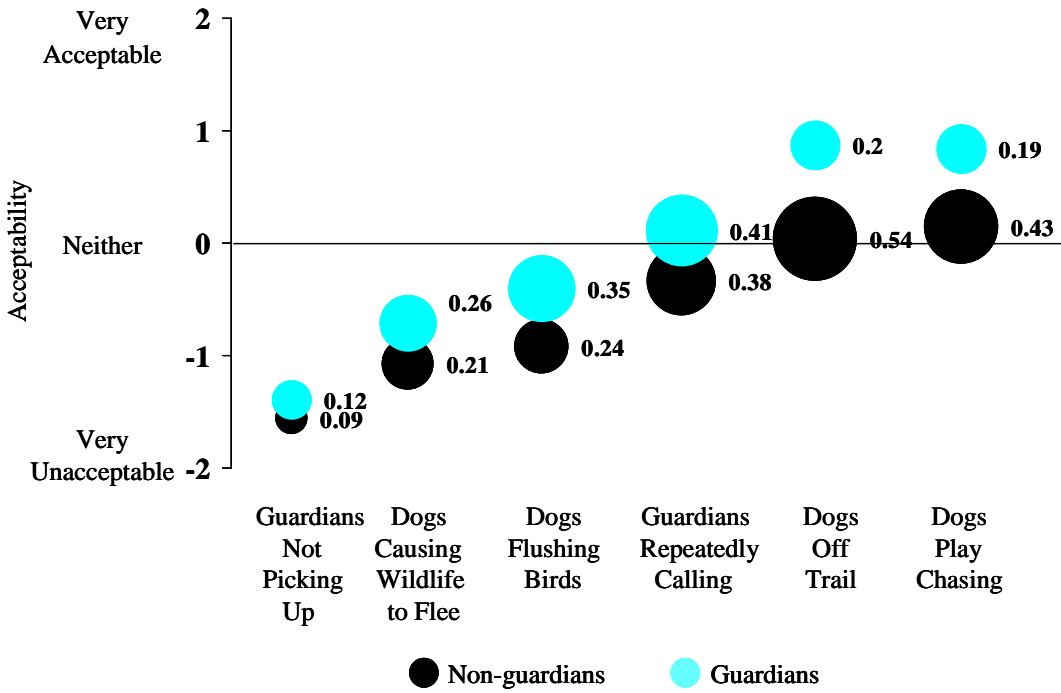 Very
Acceptable
2
1
Acceptability
Neither
0
-1
Very
Unacceptable
-2
0.12
0.09
0.26
0.21
0.35
0.24
0.41
0.38
0.2
0.54
0.19
0.43
Guardians
Not
Picking
Up
Dogs
Causing
Wildlife
to Flee
Dogs
Flushing
Birds
Guardians
Repeatedly
Calling
Dogs
Off
Trail
Dogs
Play
Chasing
Non-guardians
Guardians